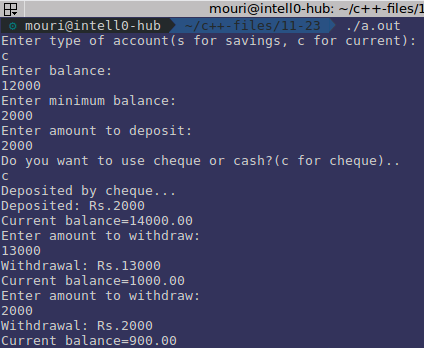 mouri@intell0-hub: ~/c++-files/1
mouri@intell0-hub ~/c++-files/11-23 ./a.out
Enter type of account(s for savings, c for current):
c
Enter balance:
12000
Enter minimum balance:
2000
Enter amount to deposit:
2000
Do you want to use cheque or cash?(c for cheque)..
c
Deposited by cheque...
Deposited: Rs.2000
Current balance=14000.00
Enter amount to withdraw:
13000
Withdrawal: Rs.13000
Current balance=1000.00
Enter amount to withdraw:
2000
Withdrawal: Rs.2000
Current balance=900.00